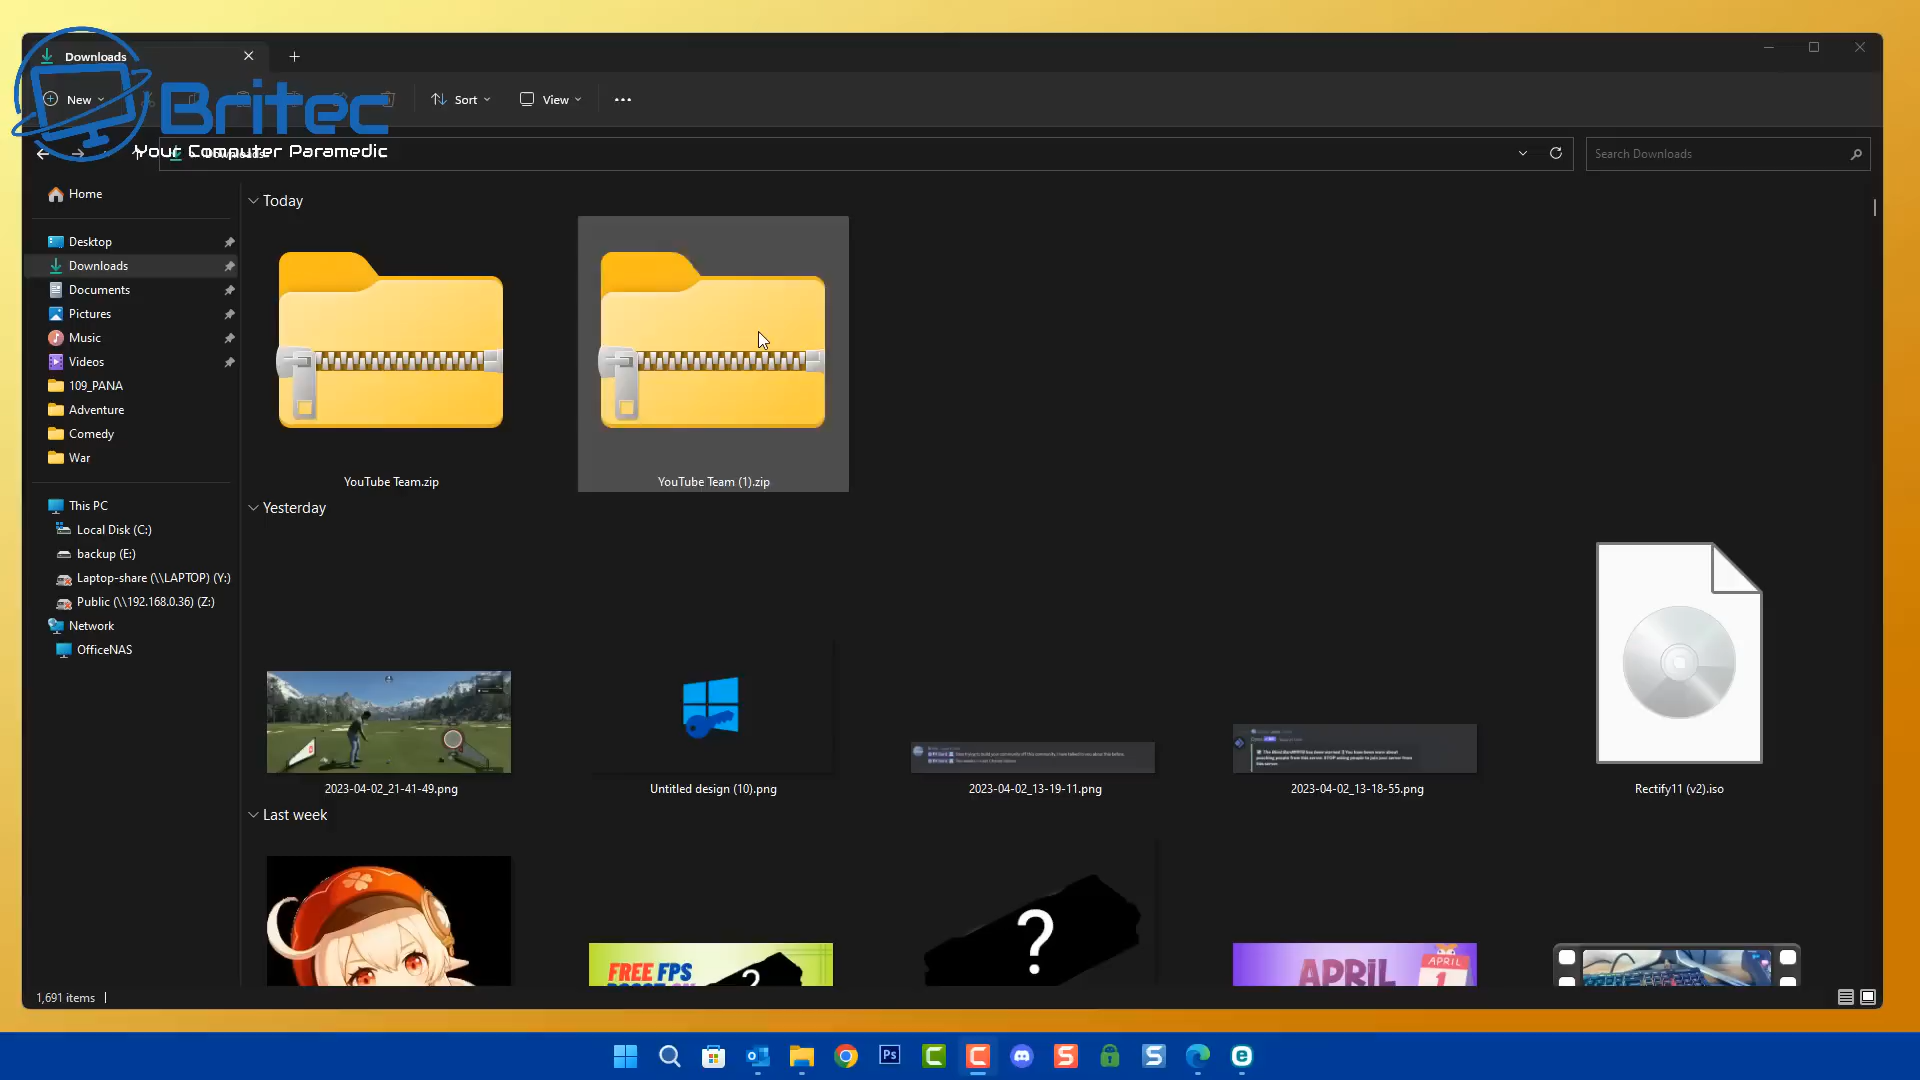 Downloads
New
Sort
View
Britec
Your Computer Paramedic
Search Downloads
Home
Desktop
Downloads
Documents
Pictures
Music
Videos
109_PANA
Adventure
Comedy
War
This PC
Local Disk (C:)
backup (E:)
Laptop-share (\\LAPTOP) (Y:)
Public (\\192.168.0.36) (Z:)
Network
OfficeNAS
Today
YouTube Team.zip
YouTube Team (1).zip
Yesterday
2023-04-02_21-41-49.png
Untitled design (10).png
2023-04-02_13-19-11.png
2023-04-02_13-18-55.png
Rectify11 (v2).iso
Last week
?
FREE FPS
?
APRIL
APRIL
1
1,691 items
Ps